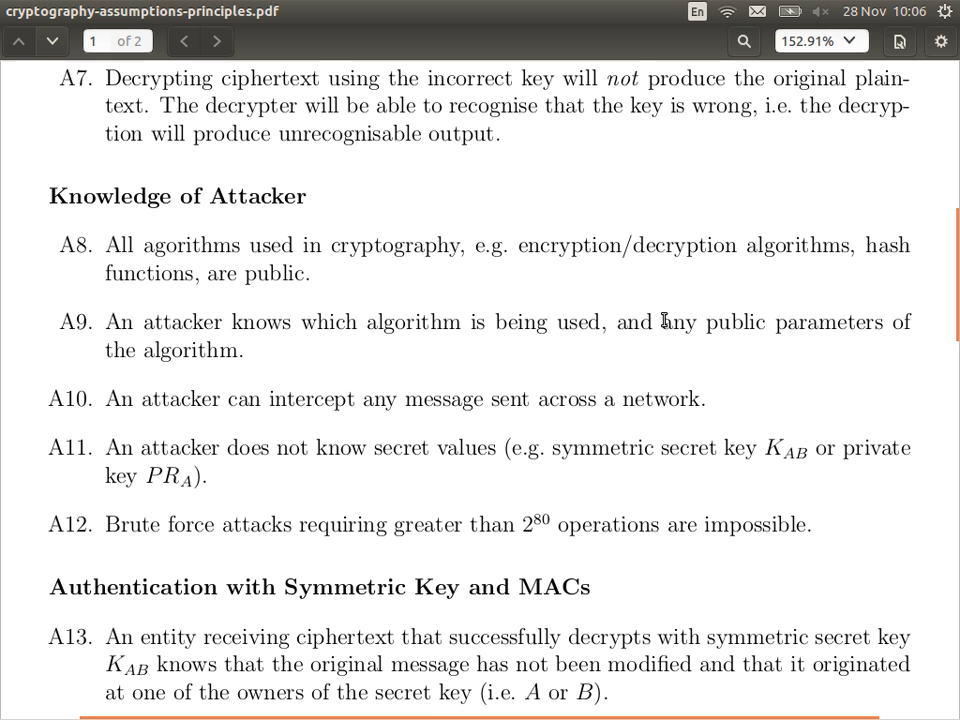 cryptography-assumptions-principles.pdf
En
28 Nov 10:06
1 of 2
152.91%
A7. Decrypting ciphertext using the incorrect key will not produce the original plain-
text. The decrypter will be able to recognise that the key is wrong, i.e. the decryp-
tion will produce unrecognisable output.
Knowledge of Attacker
A8. All agorithms used in cryptography, e.g. encryption/decryption algorithms, hash
functions, are public.
A9. An attacker knows which algorithm is being used, and any public parameters of
the algorithm.
A10. An attacker can intercept any message sent across a network.
A11. An attacker does not know secret values (e.g. symmetric secret key K_AB or private
key PR_A).
A12. Brute force attacks requiring greater than 2^80 operations are impossible.
Authentication with Symmetric Key and MACs
A13. An entity receiving ciphertext that successfully decrypts with symmetric secret key
K_AB knows that the original message has not been modified and that it originated
at one of the owners of the secret key (i.e. A or B).